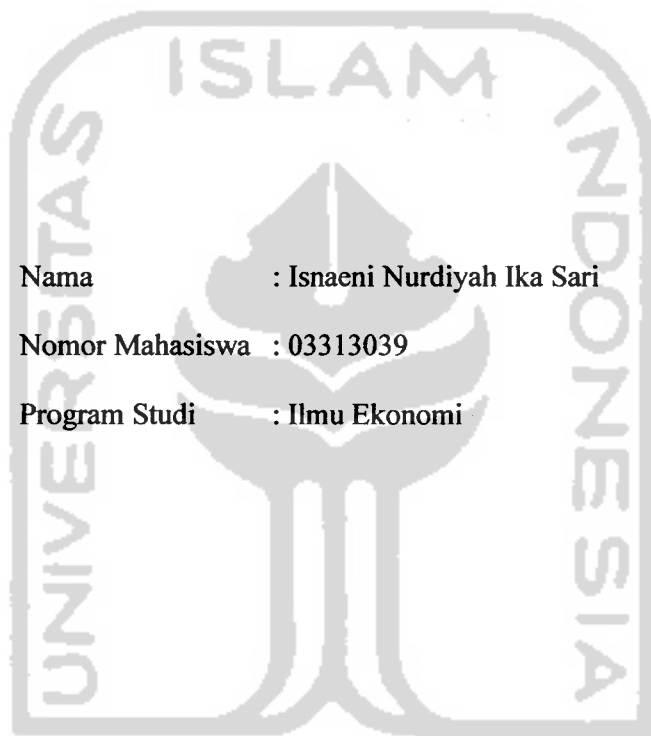 UNIVERSITAS ISLAM INDONESIA
Nama : Isnaeni Nurdiyah Ika Sari
Nomor Mahasiswa : 03313039
Program Studi : Ilmu Ekonomi